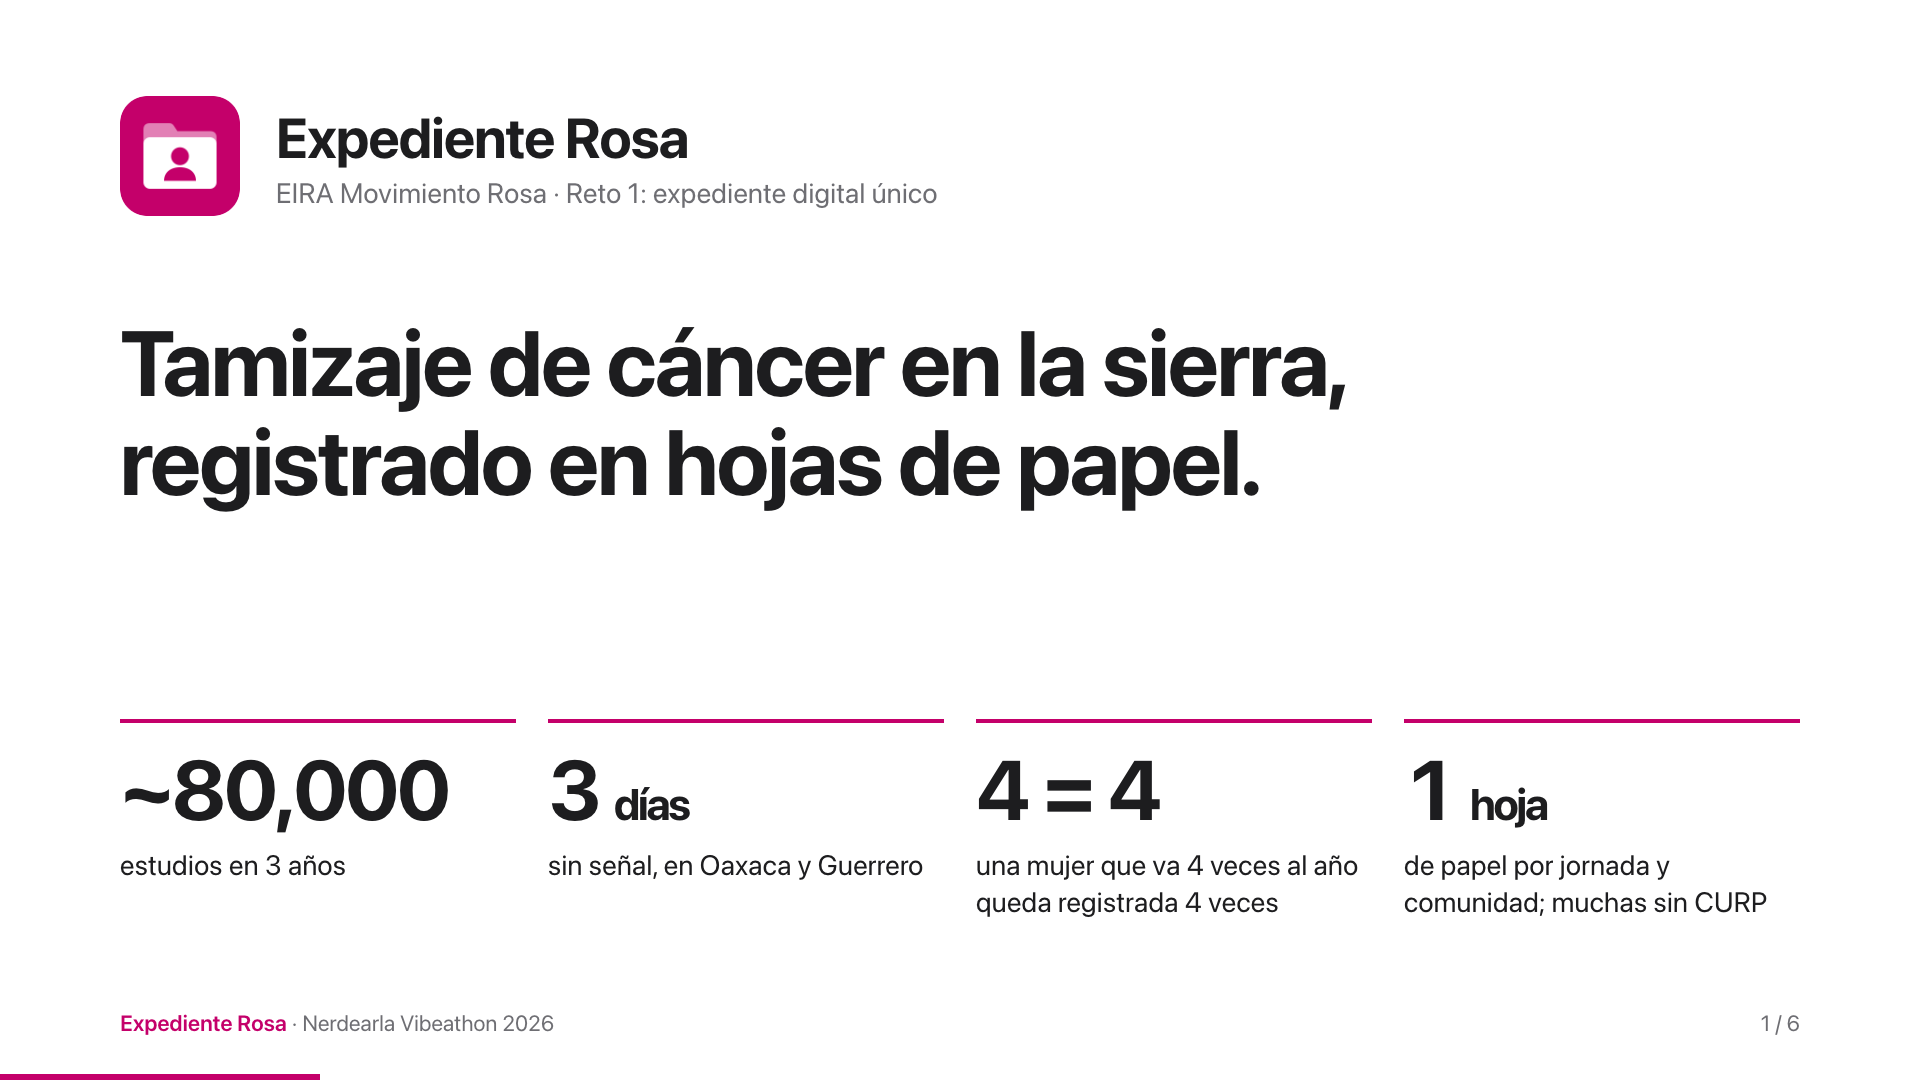 Expediente Rosa
EIRA Movimiento Rosa · Reto 1: expediente digital único
Tamizaje de cáncer en la sierra,
registrado en hojas de papel.
~80,000
estudios en 3 años
3 días
sin señal, en Oaxaca y Guerrero
4 = 4
una mujer que va 4 veces al año
queda registrada 4 veces
1 hoja
de papel por jornada y
comunidad; muchas sin CURP
Expediente Rosa · Nerdearla Vibeathon 2026
1 / 6